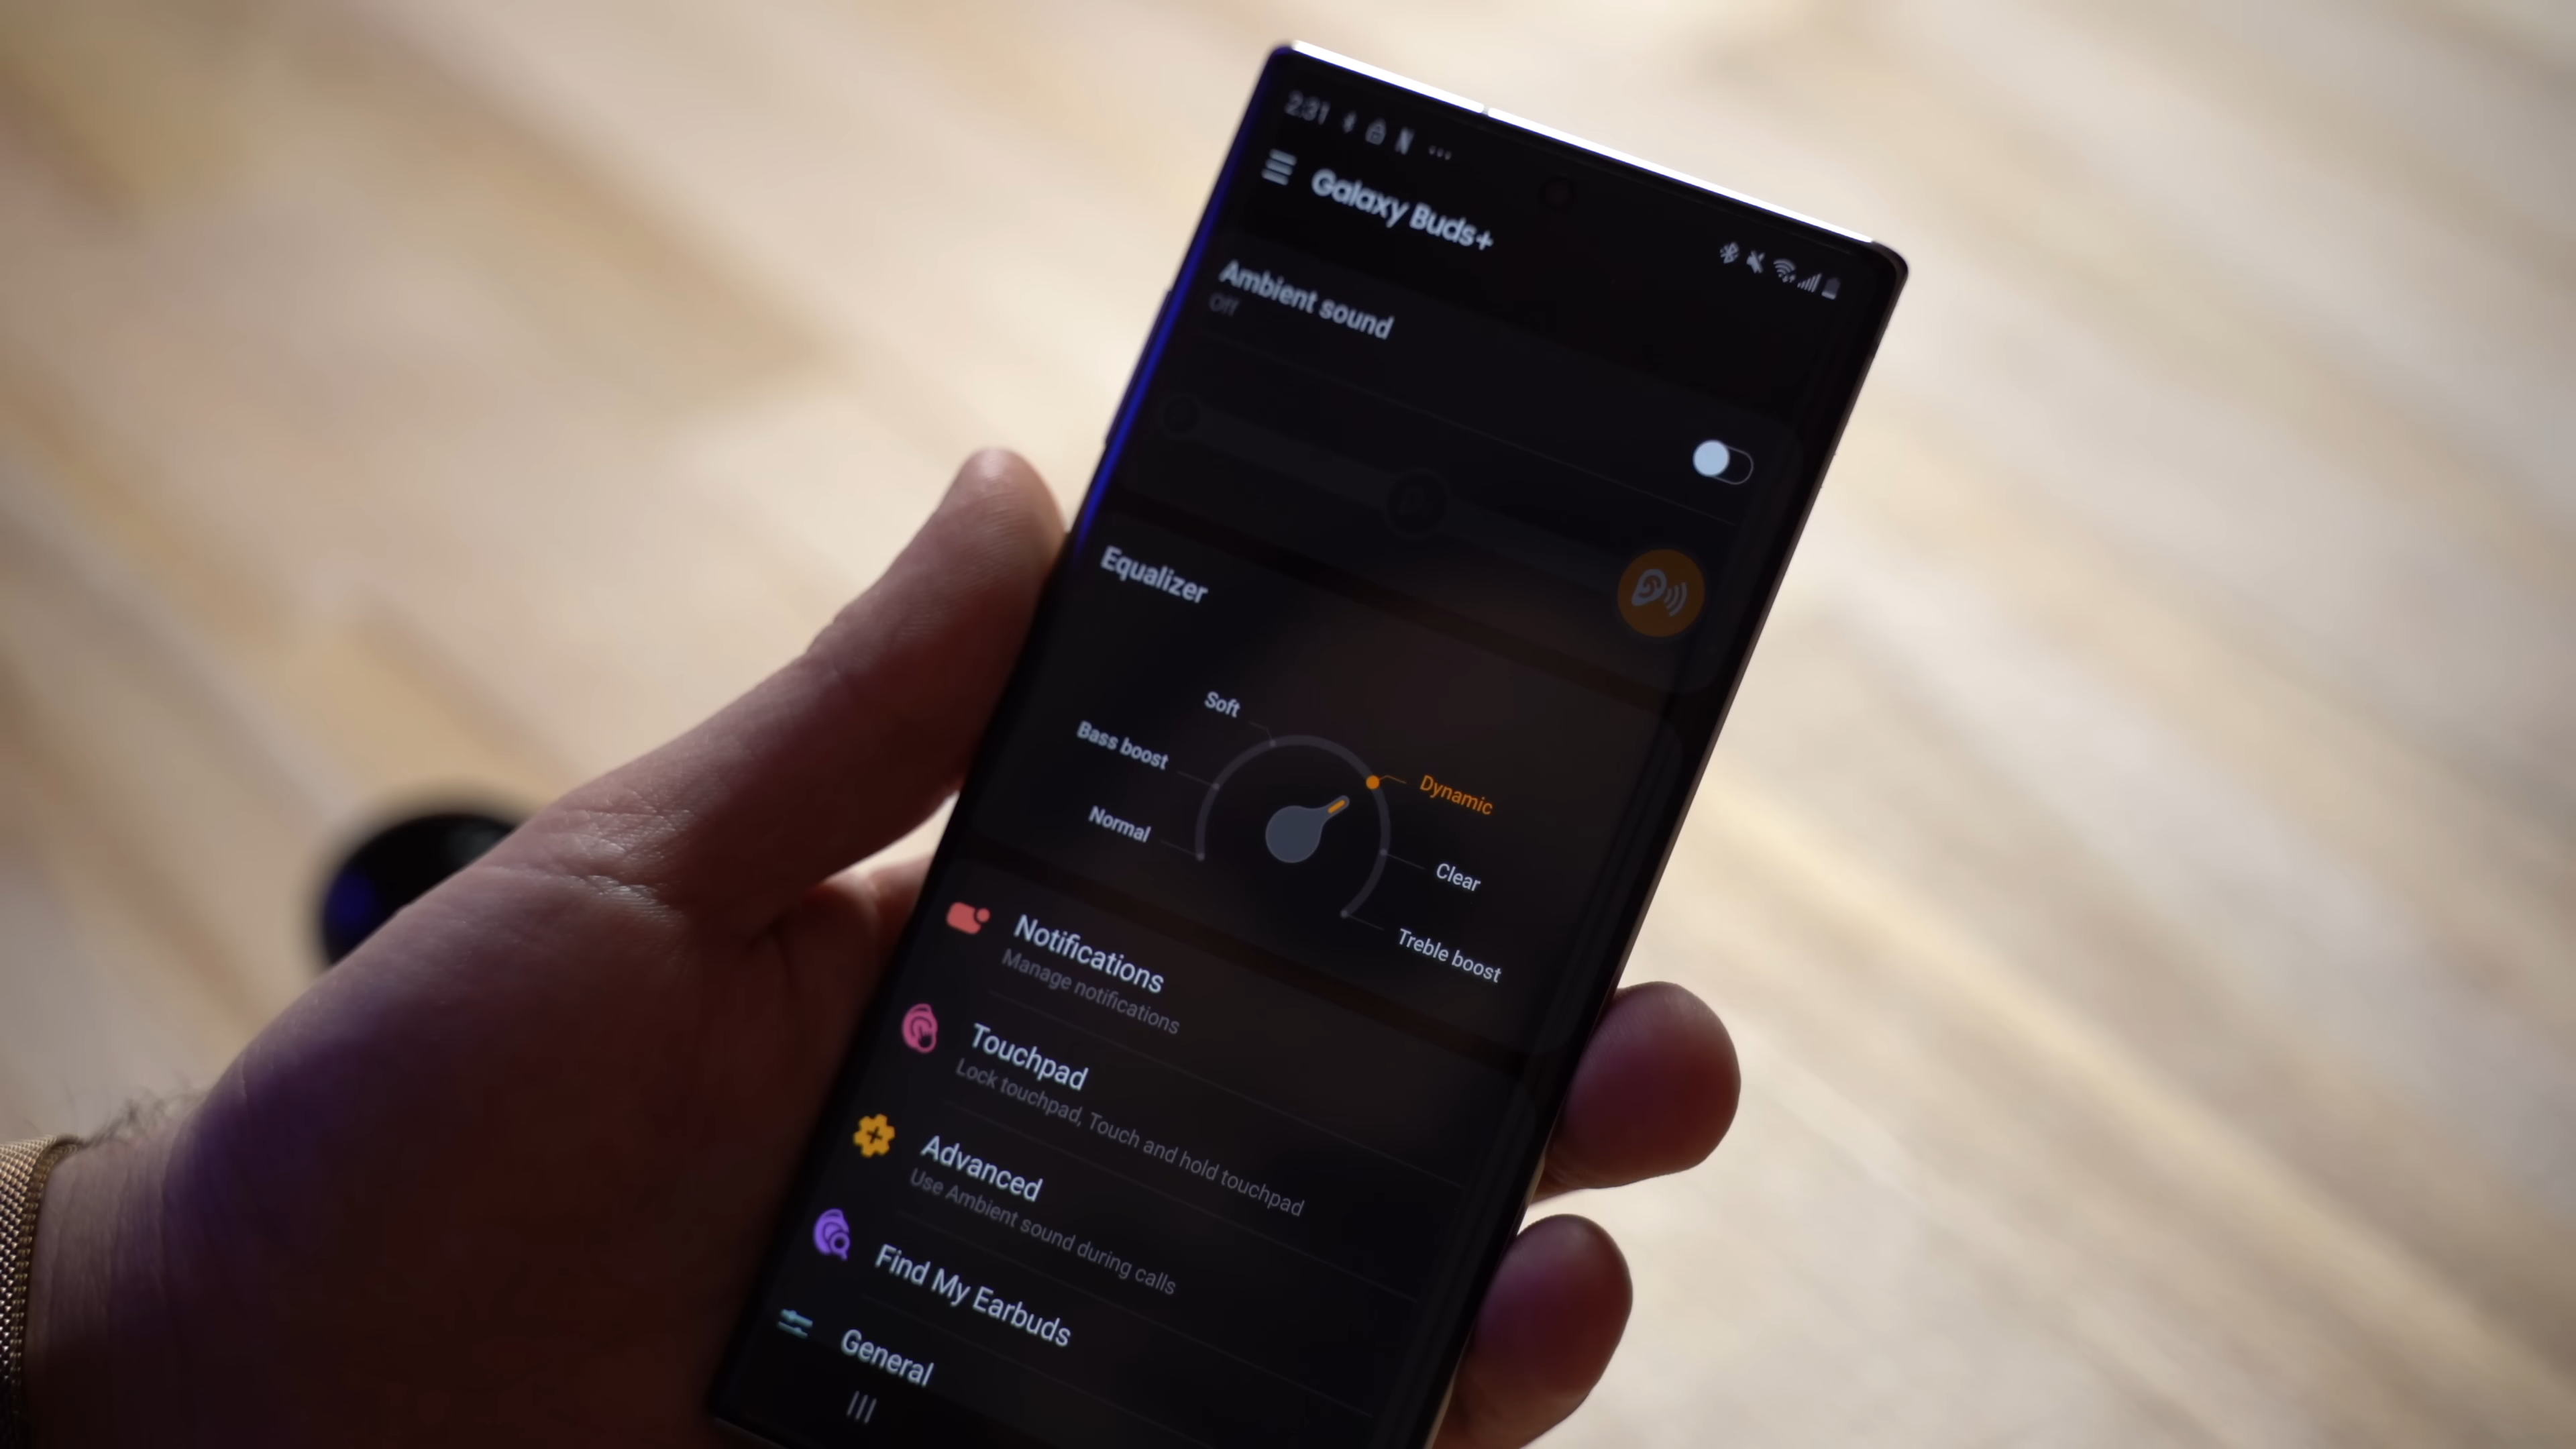 2:31
Galaxy Buds+
Ambient sound
Off
Equalizer
Soft
Bass boost
Normal
Dynamic
Clear
Treble boost
Notifications
Manage notifications
Touchpad
Lock touchpad, Touch and hold touchpad
Advanced
Use Ambient sound during calls
Find My Earbuds
General